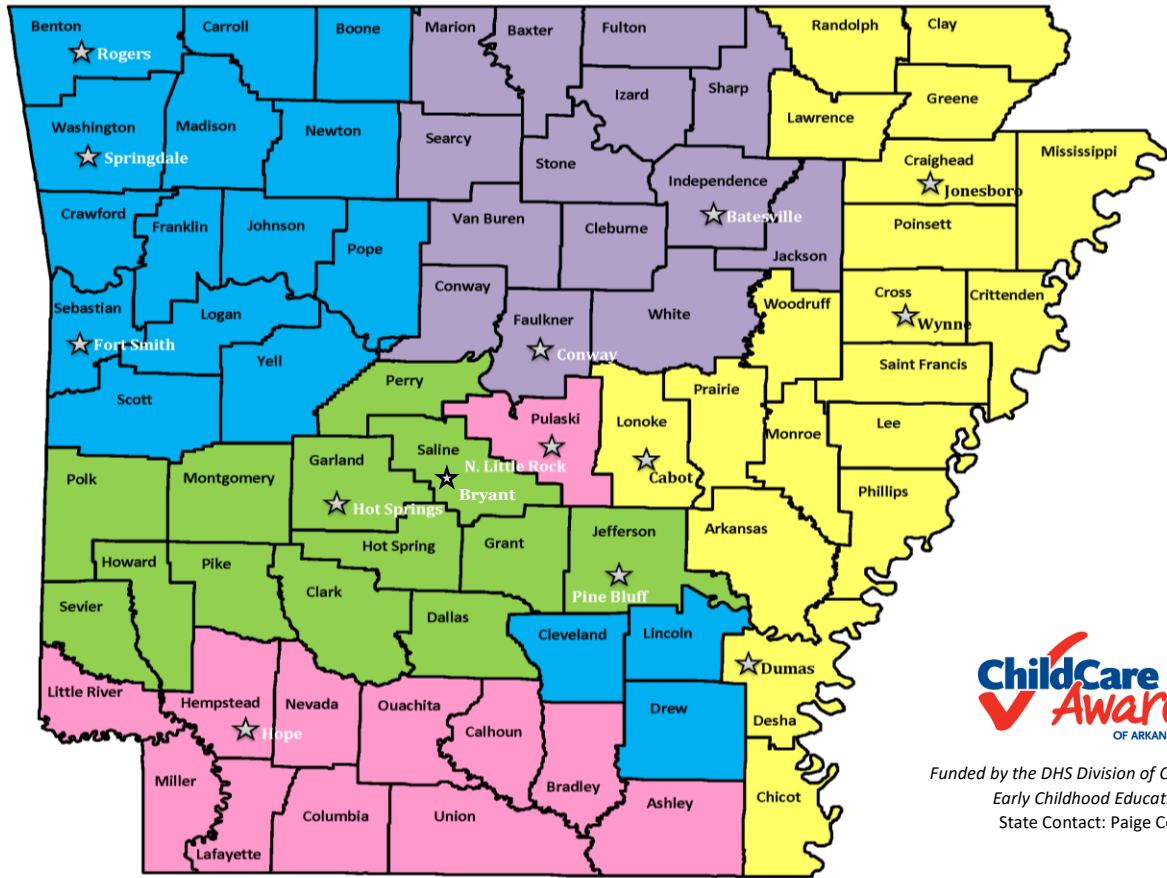 Benton
Carroll
Boone
Marion
Baxter
Fulton
Randolph
Clay
Rogers
Izard
Sharp
Greene
Lawrence
Washington
Madison
Newton
Searcy
Springdale
Stone
Independence
Craighead
Mississippi
Jonesboro
Batesville
Crawford
Franklin
Johnson
Pope
Van Buren
Cleburne
Poinsett
Jackson
Conway
Sebastian
Logan
Faulkner
White
Woodruff
Cross
Crittenden
Fort Smith
Conway
Wynne
Yell
Saint Francis
Scott
Perry
Prairie
Pulaski
Lonoke
Lee
Monroe
Saline
Garland
N. Little Rock
Polk
Montgomery
Cabot
Bryant
Phillips
Hot Springs
Arkansas
Jefferson
Hot Spring
Grant
Howard
Pike
Clark
Pine Bluff
Sevier
Dallas
Cleveland
Lincoln
Dumas
Little River
Hempstead
Nevada
Ouachita
Calhoun
Drew
Desha
Hope
Miller
Bradley
Chicot
Columbia
Union
Ashley
Lafayette
ChildCare
OF
Funded by the DHS Division of
Early Childhood
State Contact: Paige